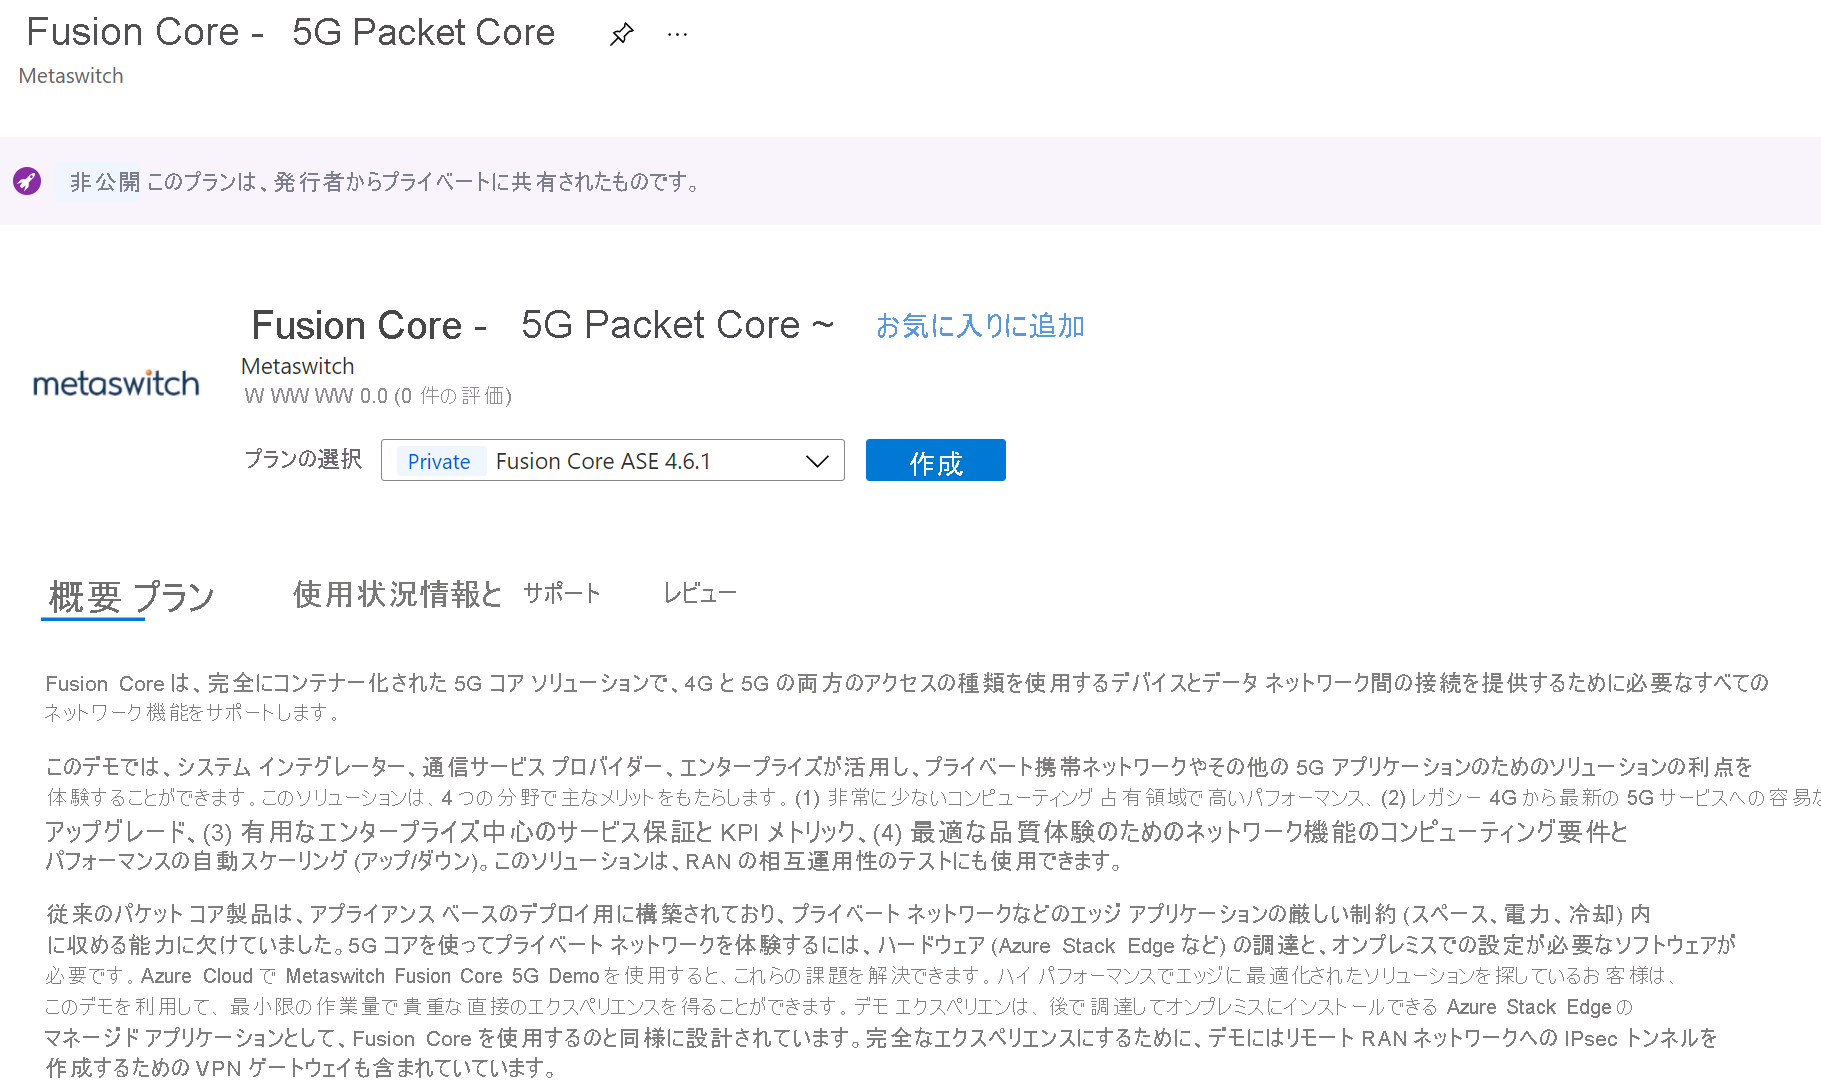 Fusion Core - 5G Packet Core ...
Metaswitch
非公開 このプランは、発行者からプライベートに共有されたものです。
Fusion Core - 5G Packet Core ~ お気に入りに追加
metaswitch
Metaswitch
W WW WW 0.0 (0 件の評価)
プランの選択 Private Fusion Core ASE 4.6.1 作成
概要 プラン 使用状況情報と サポート レビュー
Fusion Core は、完全にコンテナー化された 5G コア ソリューションで、4G と 5G の両方のアクセスの種類を使用するデバイスとデータ ネットワーク間の接続を提供するために必要なすべての
ネットワーク機能をサポートします。
このデモでは、システム インテグレーター、通信サービス プロバイダー、エンタープライズが活用し、プライベート携帯ネットワークやその他の 5G アプリケーションのためのソリューションの利点を
体験することができます。このソリューションは、4 つの分野で主なメリットをもたらします。(1) 非常に少ないコンピューティング占有領域で高いパフォーマンス、(2) レガシー 4G から最新の 5G サービスへの容易な
アップグレード、(3) 有用なエンタープライズ中心のサービス保証と KPI メトリック、(4) 最適な品質体験のためのネットワーク機能のコンピューティング要件と
パフォーマンスの自動スケーリング (アップ/ダウン)。このソリューションは、RAN の相互運用性のテストにも使用できます。
従来のパケット コア製品は、アプライアンス ベースのデプロイ用に構築されており、プライベート ネットワークなどのエッジ アプリケーションの厳しい制約 (スペース、電力、冷却) 内
に収める能力に欠けていました。5G コアを使ってプライベート ネットワークを体験するには、ハードウェア (Azure Stack Edge など) の調達と、オンプレミスでの設定が必要なソフトウェアが
必要です。Azure Cloud で Metaswitch Fusion Core 5G Demo を使用すると、これらの課題を解決できます。ハイ パフォーマンスでエッジに最適化されたソリューションを探しているお客様は、
このデモを利用して、最小限の作業量で貴重な直接のエクスペリエンスを得ることができます。デモ エクスペリエンは、後で調達してオンプレミスにインストールできる Azure Stack Edge の
マネージド アプリケーションとして、Fusion Core を使用するのと同様に設計されています。完全なエクスペリエンスにするために、デモにはリモート RAN ネットワークへの IPsec トンネルを
作成するための VPN ゲートウェイも含まれていています。